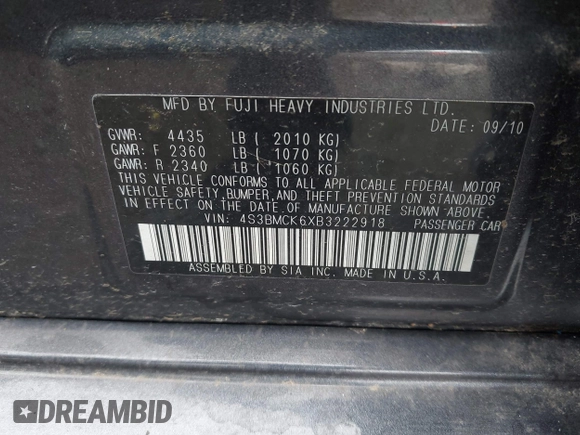 MFD BY FUJI HEAVY INDUSTRIES LTD.
DATE: 09/10
GVWR: 4435 LB ( 2010 KG)
GAWR: F 2360 LB ( 1070 KG)
GAWR: R 2340 LB ( 1060 KG)
THIS VEHICLE CONFORMS TO ALL APPLICABLE FEDERAL MOTOR
VEHICLE SAFETY, BUMPER, AND THEFT PREVENTION STANDARDS
IN EFFECT ON THE DATE OF MANUFACTURE SHOWN ABOVE.
VIN: 4S3BMCK6XB3222918 PASSENGER CAR
ASSEMBLED BY SIA INC. MADE IN U.S.A.
DREAMBID